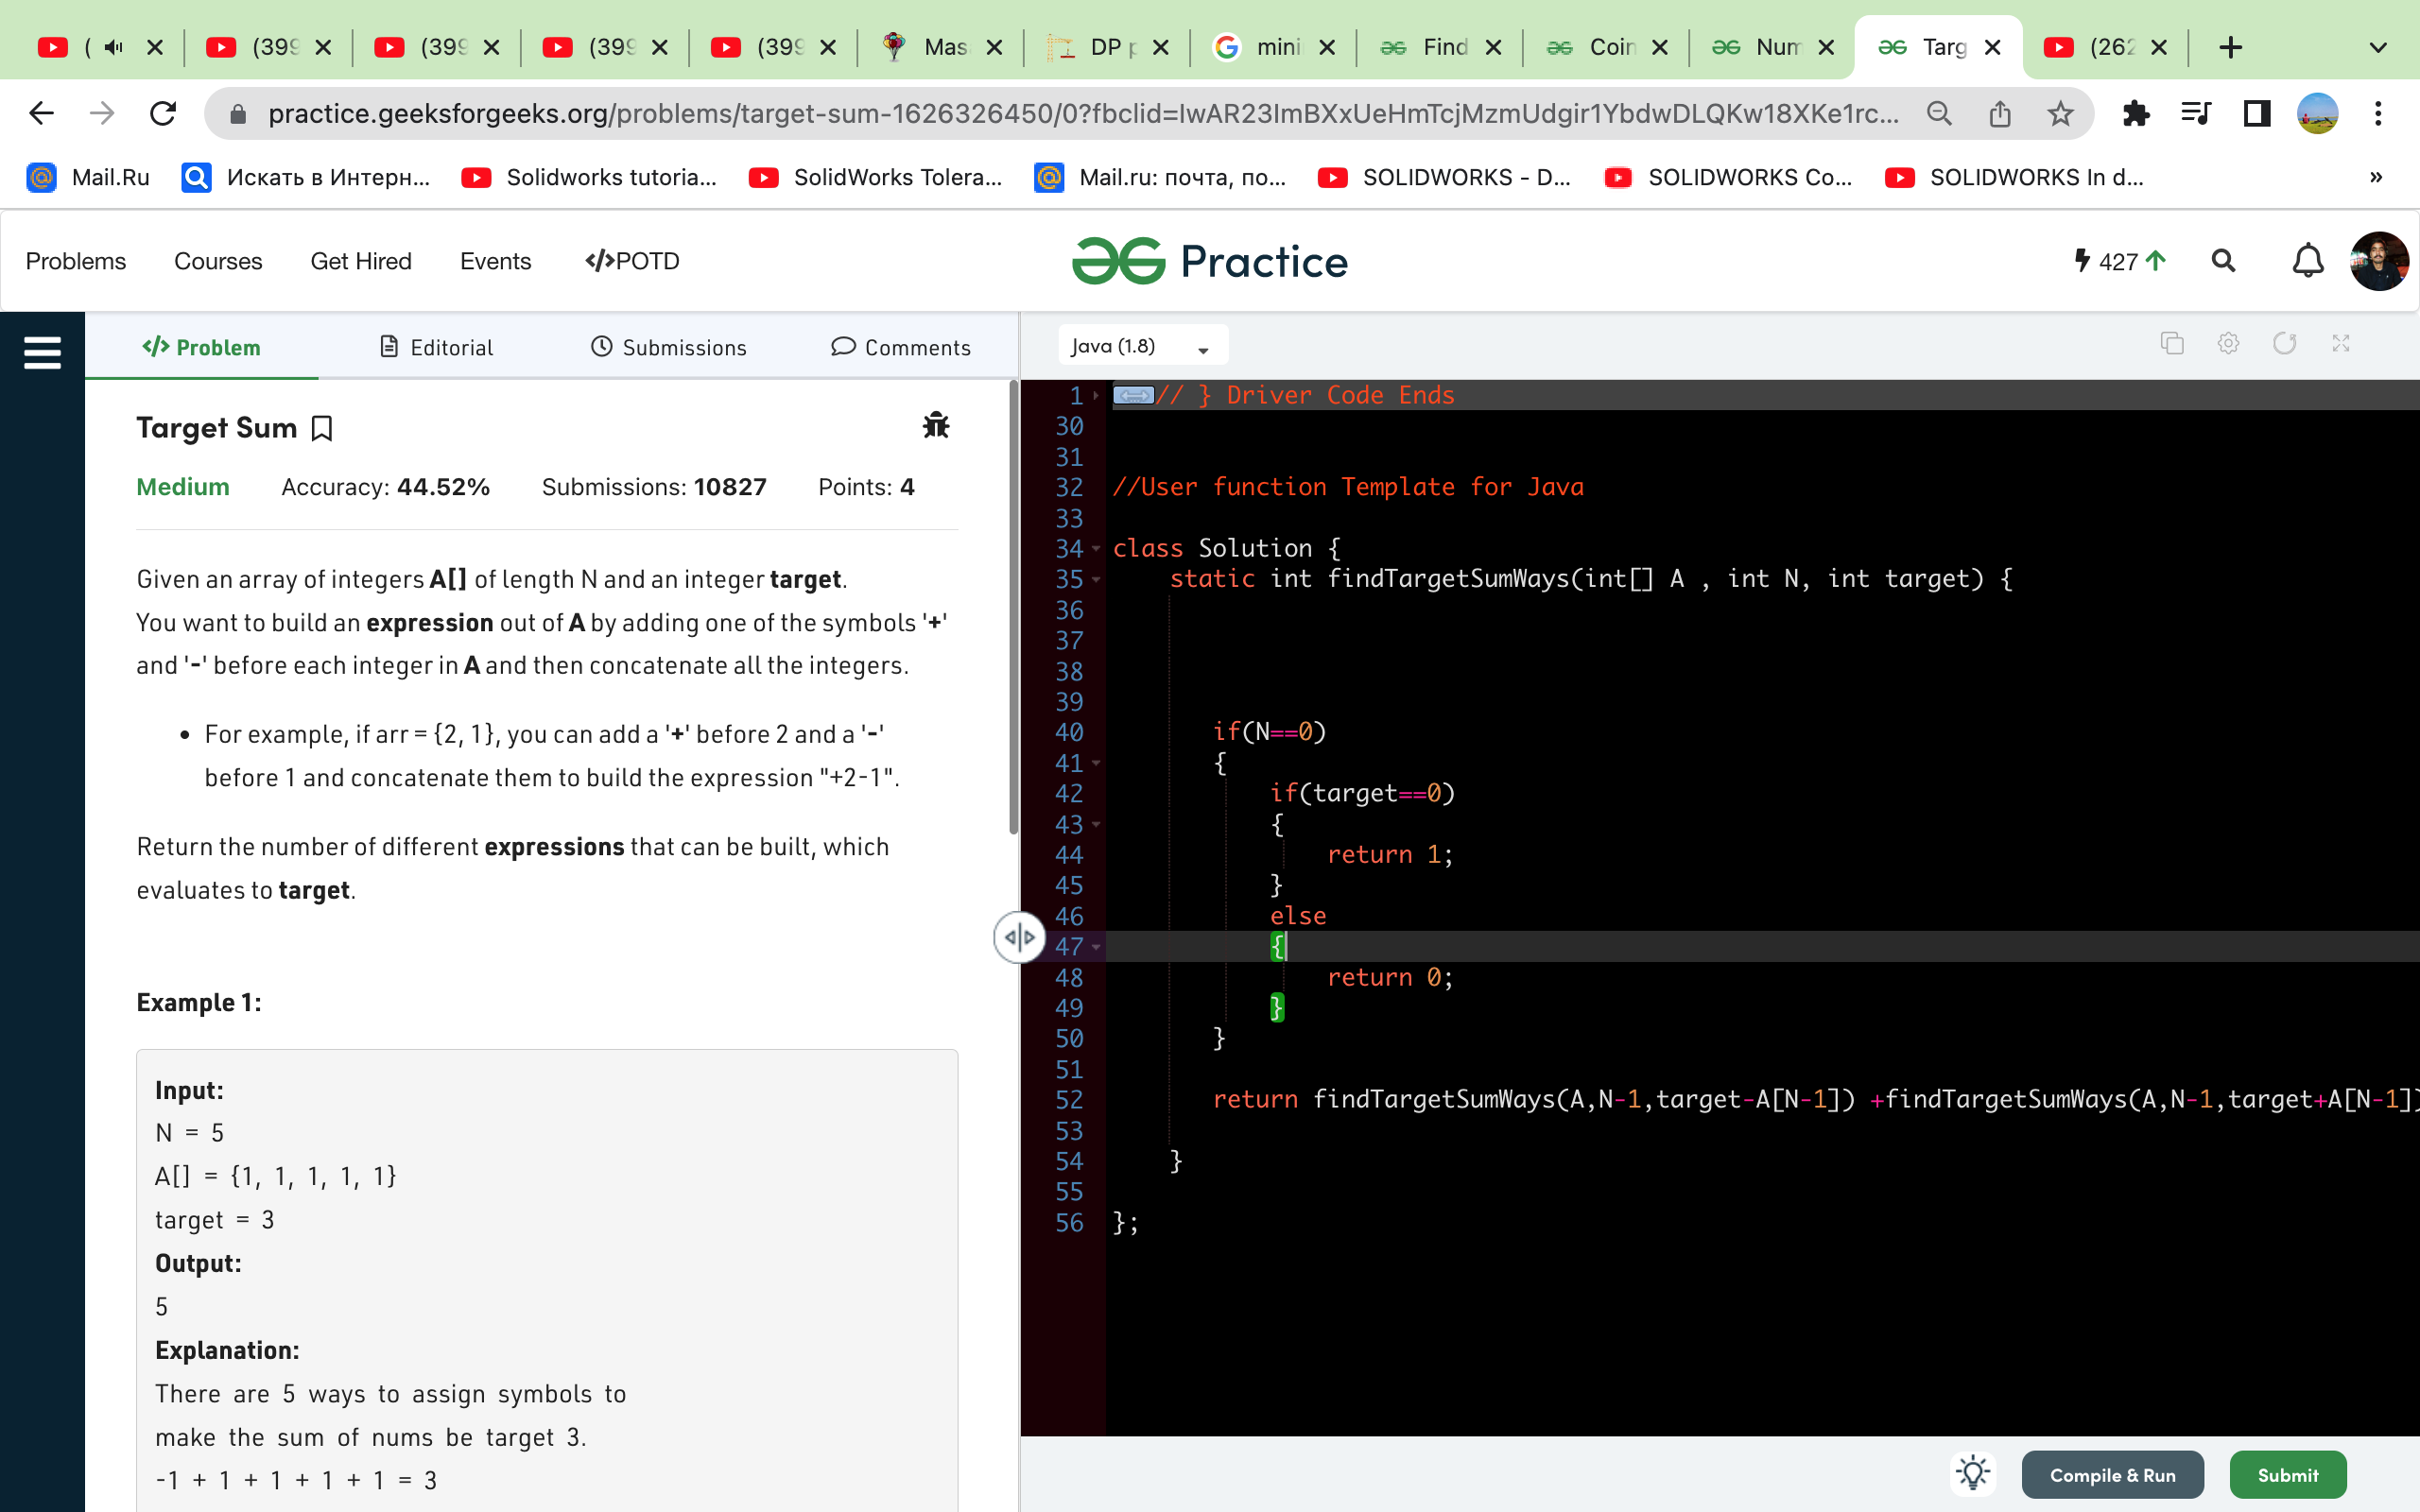 (
(399
(399
(399
(399
Mas
DP p
mini
Find
Coin
Num
Targ
(262
practice.geeksforgeeks.org/problems/target-sum-1626326450/0?fbclid=IwAR23ImBXxUeHmTcjMzmUdgir1YbdwDLQKw18XKe1rc...
Mail.Ru
Искать в Интерн...
Solidworks tutoria...
SolidWorks Tolera...
Mail.ru: почта, по...
SOLIDWORKS - D...
SOLIDWORKS Co...
SOLIDWORKS In d...
»
Problems Courses Get Hired Events </>POTD
Practice
427
</> Problem
Editorial
Submissions
Comments
Java (1.8)
Target Sum
Medium Accuracy: 44.52% Submissions: 10827 Points: 4
Given an array of integers A[] of length N and an integer target.
You want to build an expression out of A by adding one of the symbols '+'
and '-' before each integer in A and then concatenate all the integers.
• For example, if arr = {2, 1}, you can add a '+' before 2 and a '-'
before 1 and concatenate them to build the expression "+2-1".
Return the number of different expressions that can be built, which
evaluates to target.
Example 1:
Input:
N = 5
A[] = {1, 1, 1, 1, 1}
target = 3
Output:
5
Explanation:
There are 5 ways to assign symbols to
make the sum of nums be target 3.
-1 + 1 + 1 + 1 + 1 = 3
1 // } Driver Code Ends
30
31
32 //User function Template for Java
33
34 class Solution {
35 static int findTargetSumWays(int[] A , int N, int target) {
36
37
38
39
40 if(N==0)
41 {
42 if(target==0)
43 {
44 return 1;
45 }
46 else
47 {
48 return 0;
49 }
50 }
51
52 return findTargetSumWays(A,N-1,target-A[N-1]) +findTargetSumWays(A,N-1,target+A[N-1])
53
54 }
55
56 };
Compile & Run
Submit